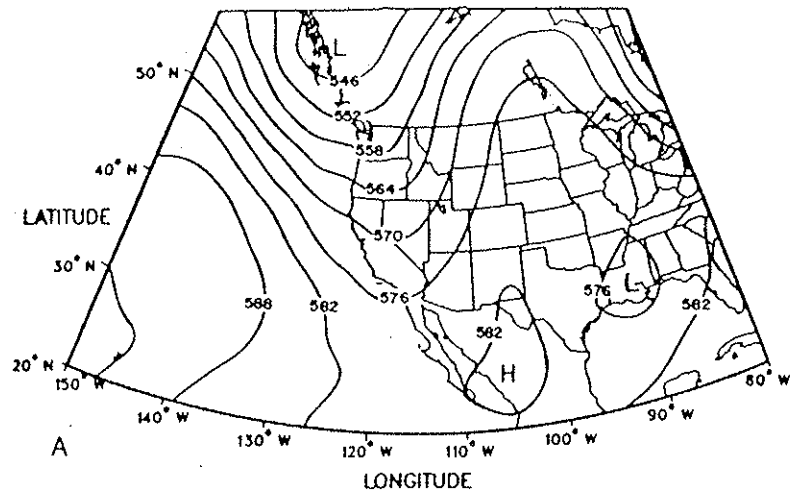 L
50° N
546
552
558
40° N
564
LATITUDE
570
30° N
576
L
576
588
582
582
582
20° N
H
150° W
80° W
140° W
90° W
130° W
120° W
110° W
100° W
A
LONGITUDE